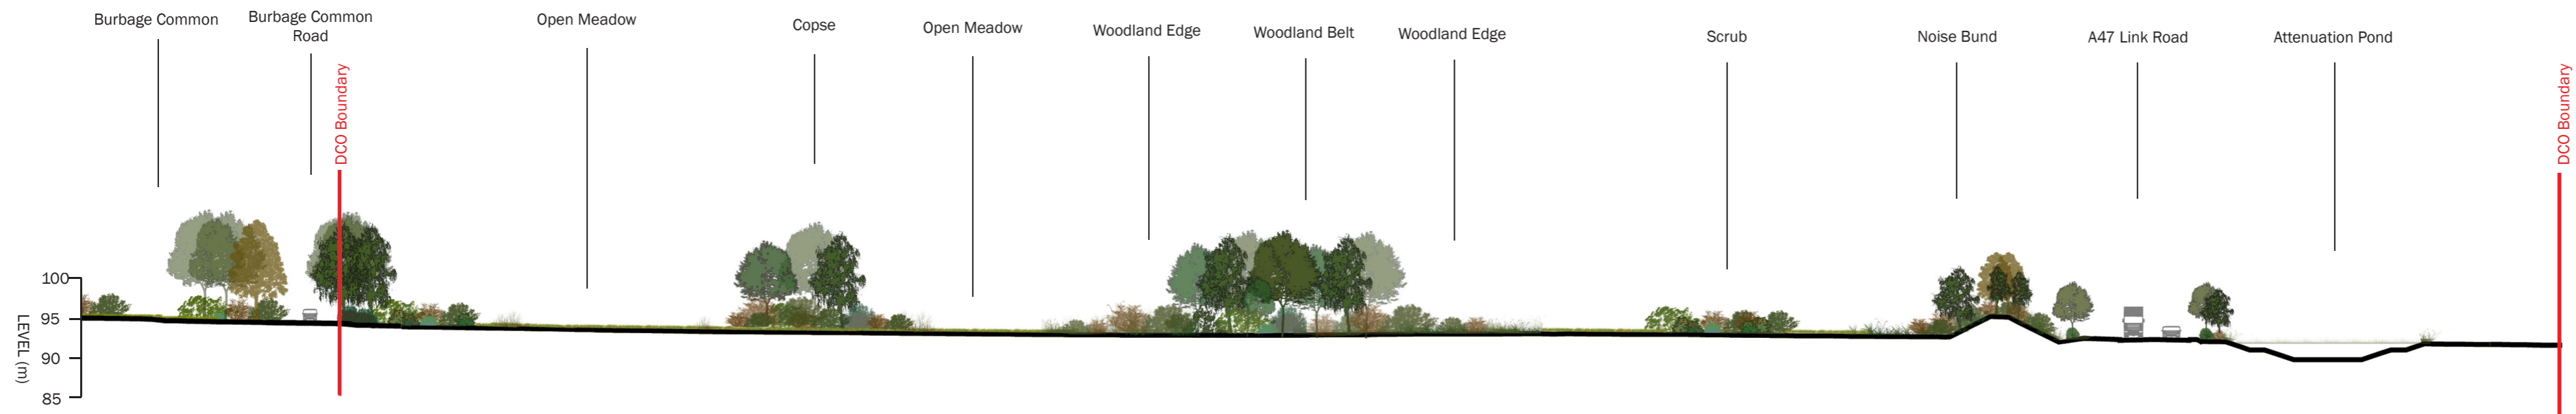 Burbage Common
Burbage Common
Road
Open Meadow
Copse
Open Meadow
Woodland Edge
Woodland Belt
Woodland Edge
Scrub
Noise Bund
A47 Link Road
Attenuation Pond
DCO Boundary
DCO Boundary
LEVEL (m)
100
95
90
85